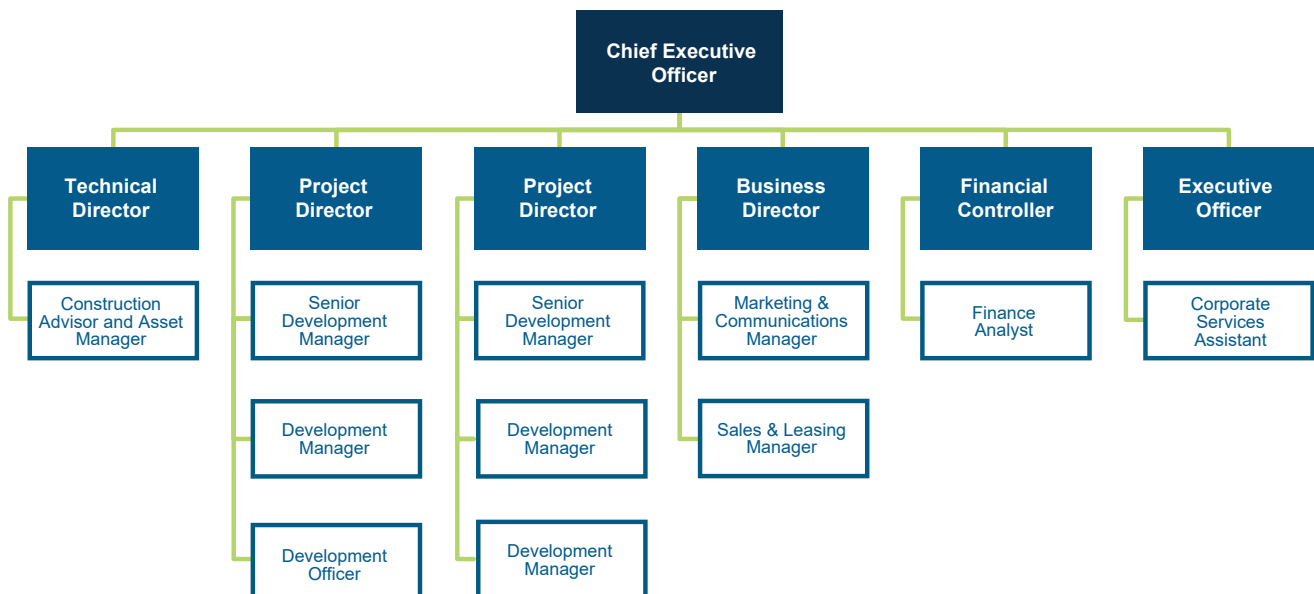 Chief Executive
Officer
Technical
Director
Project
Director
Project
Director
Business
Director
Financial
Controller
Executive
Officer
Construction
Advisor and Asset
Manager
Senior
Development
Manager
Senior
Development
Manager
Marketing &
Communications
Manager
Finance
Analyst
Corporate
Services
Assistant
Development
Manager
Development
Manager
Sales & Leasing
Manager
Development
Officer
Development
Manager